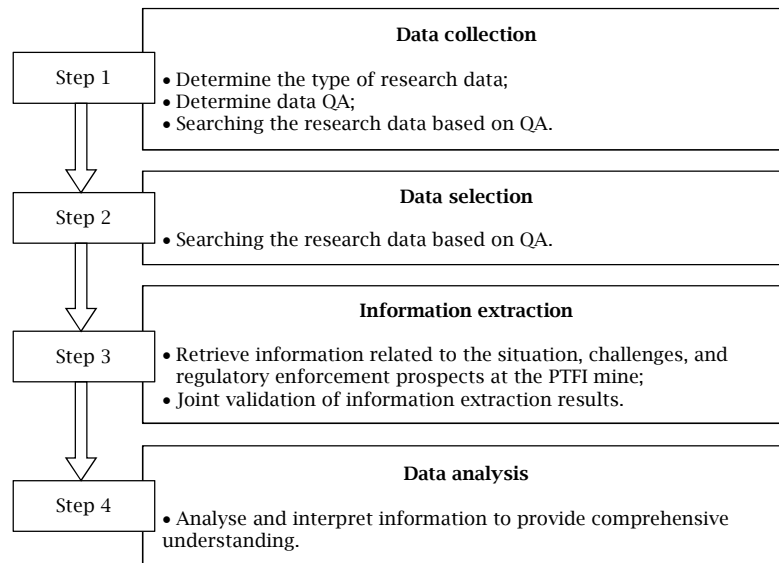 Step 1
Data collection
• Determine the type of research data;
• Determine data QA;
• Searching the research data based on QA.
Step 2
Data selection
• Searching the research data based on QA.
Step 3
Information extraction
• Retrieve information related to the situation, challenges, and
regulatory enforcement prospects at the PTFI mine;
• Joint validation of information extraction results.
Step 4
Data analysis
• Analyse and interpret information to provide comprehensive
understanding.